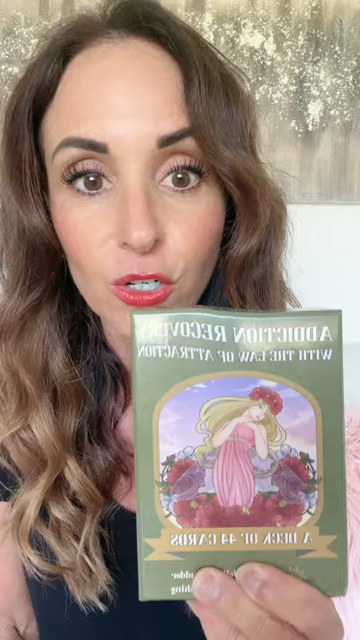 ADDICTION RECOVERY
WITH THE LAW OF ATTRACTION
A DECK OF 44 CARDS